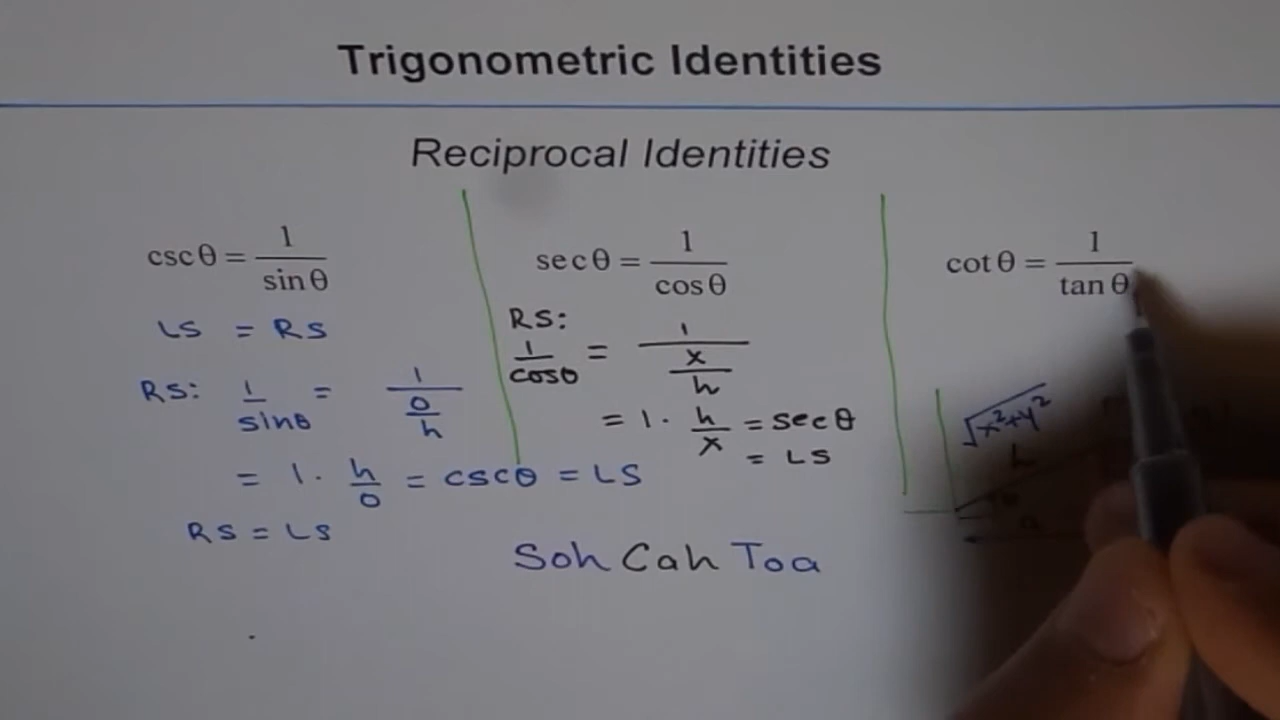 Trigonometric Identities
Reciprocal Identities
cscθ = 1/sinθ
LS = RS
RS: 1/sinθ = 1/(o/h)
= 1 · h/o = cscθ = LS
RS = LS
secθ = 1/cosθ
RS:
1/cosθ = 1/(x/h)
= 1 · h/x = secθ
= LS
cotθ = 1/tanθ
√x²+y²
h
Soh Cah Toa